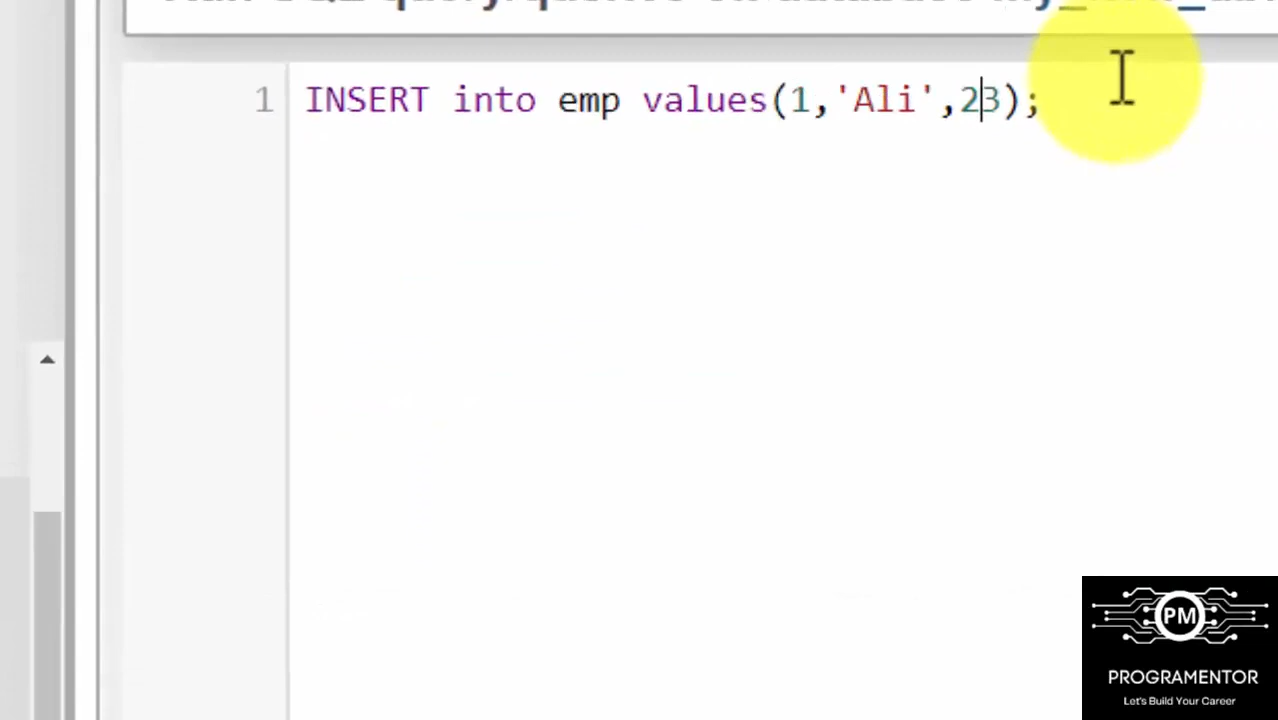 1 INSERT into emp values(1,'Ali',23);
PM
PROGRAMENTOR
Let's Build Your Career